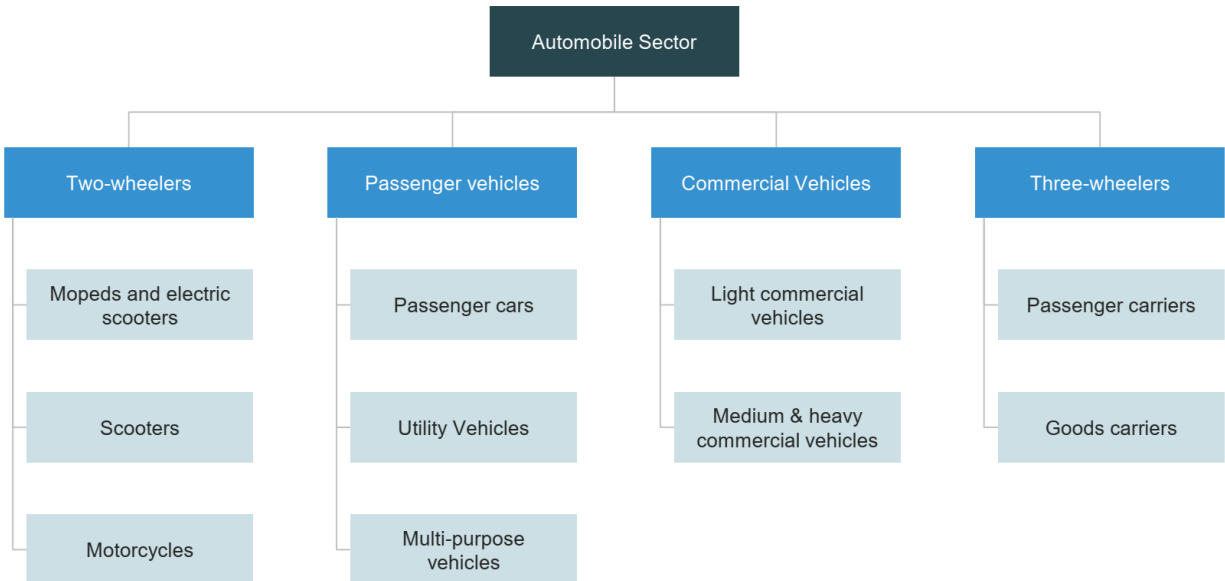 Automobile Sector
Two-wheelers
Passenger vehicles
Commercial Vehicles
Three-wheelers
Mopeds and electric
scooters
Passenger cars
Light commercial
vehicles
Passenger carriers
Scooters
Utility Vehicles
Medium & heavy
commercial vehicles
Goods carriers
Motorcycles
Multi-purpose
vehicles